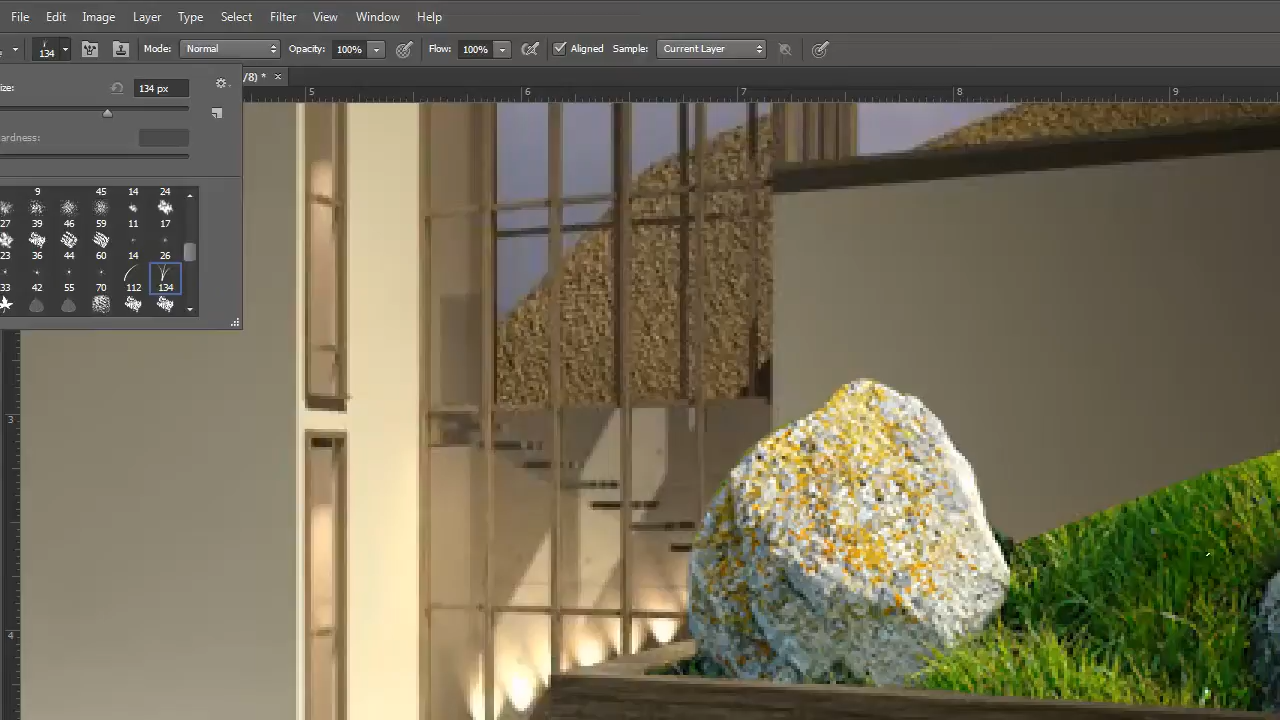 File Edit Image Layer Type Select Filter View Window Help
134 Mode: Normal Opacity: 100% Flow: 100% Aligned Sample: Current Layer
/8) * ×
ize: 134 px
5 6 7 8 9
ardness:
9 45 14 24
27 39 46 59 11 17
23 36 44 60 14 26
33 42 55 70 112 134
3
4